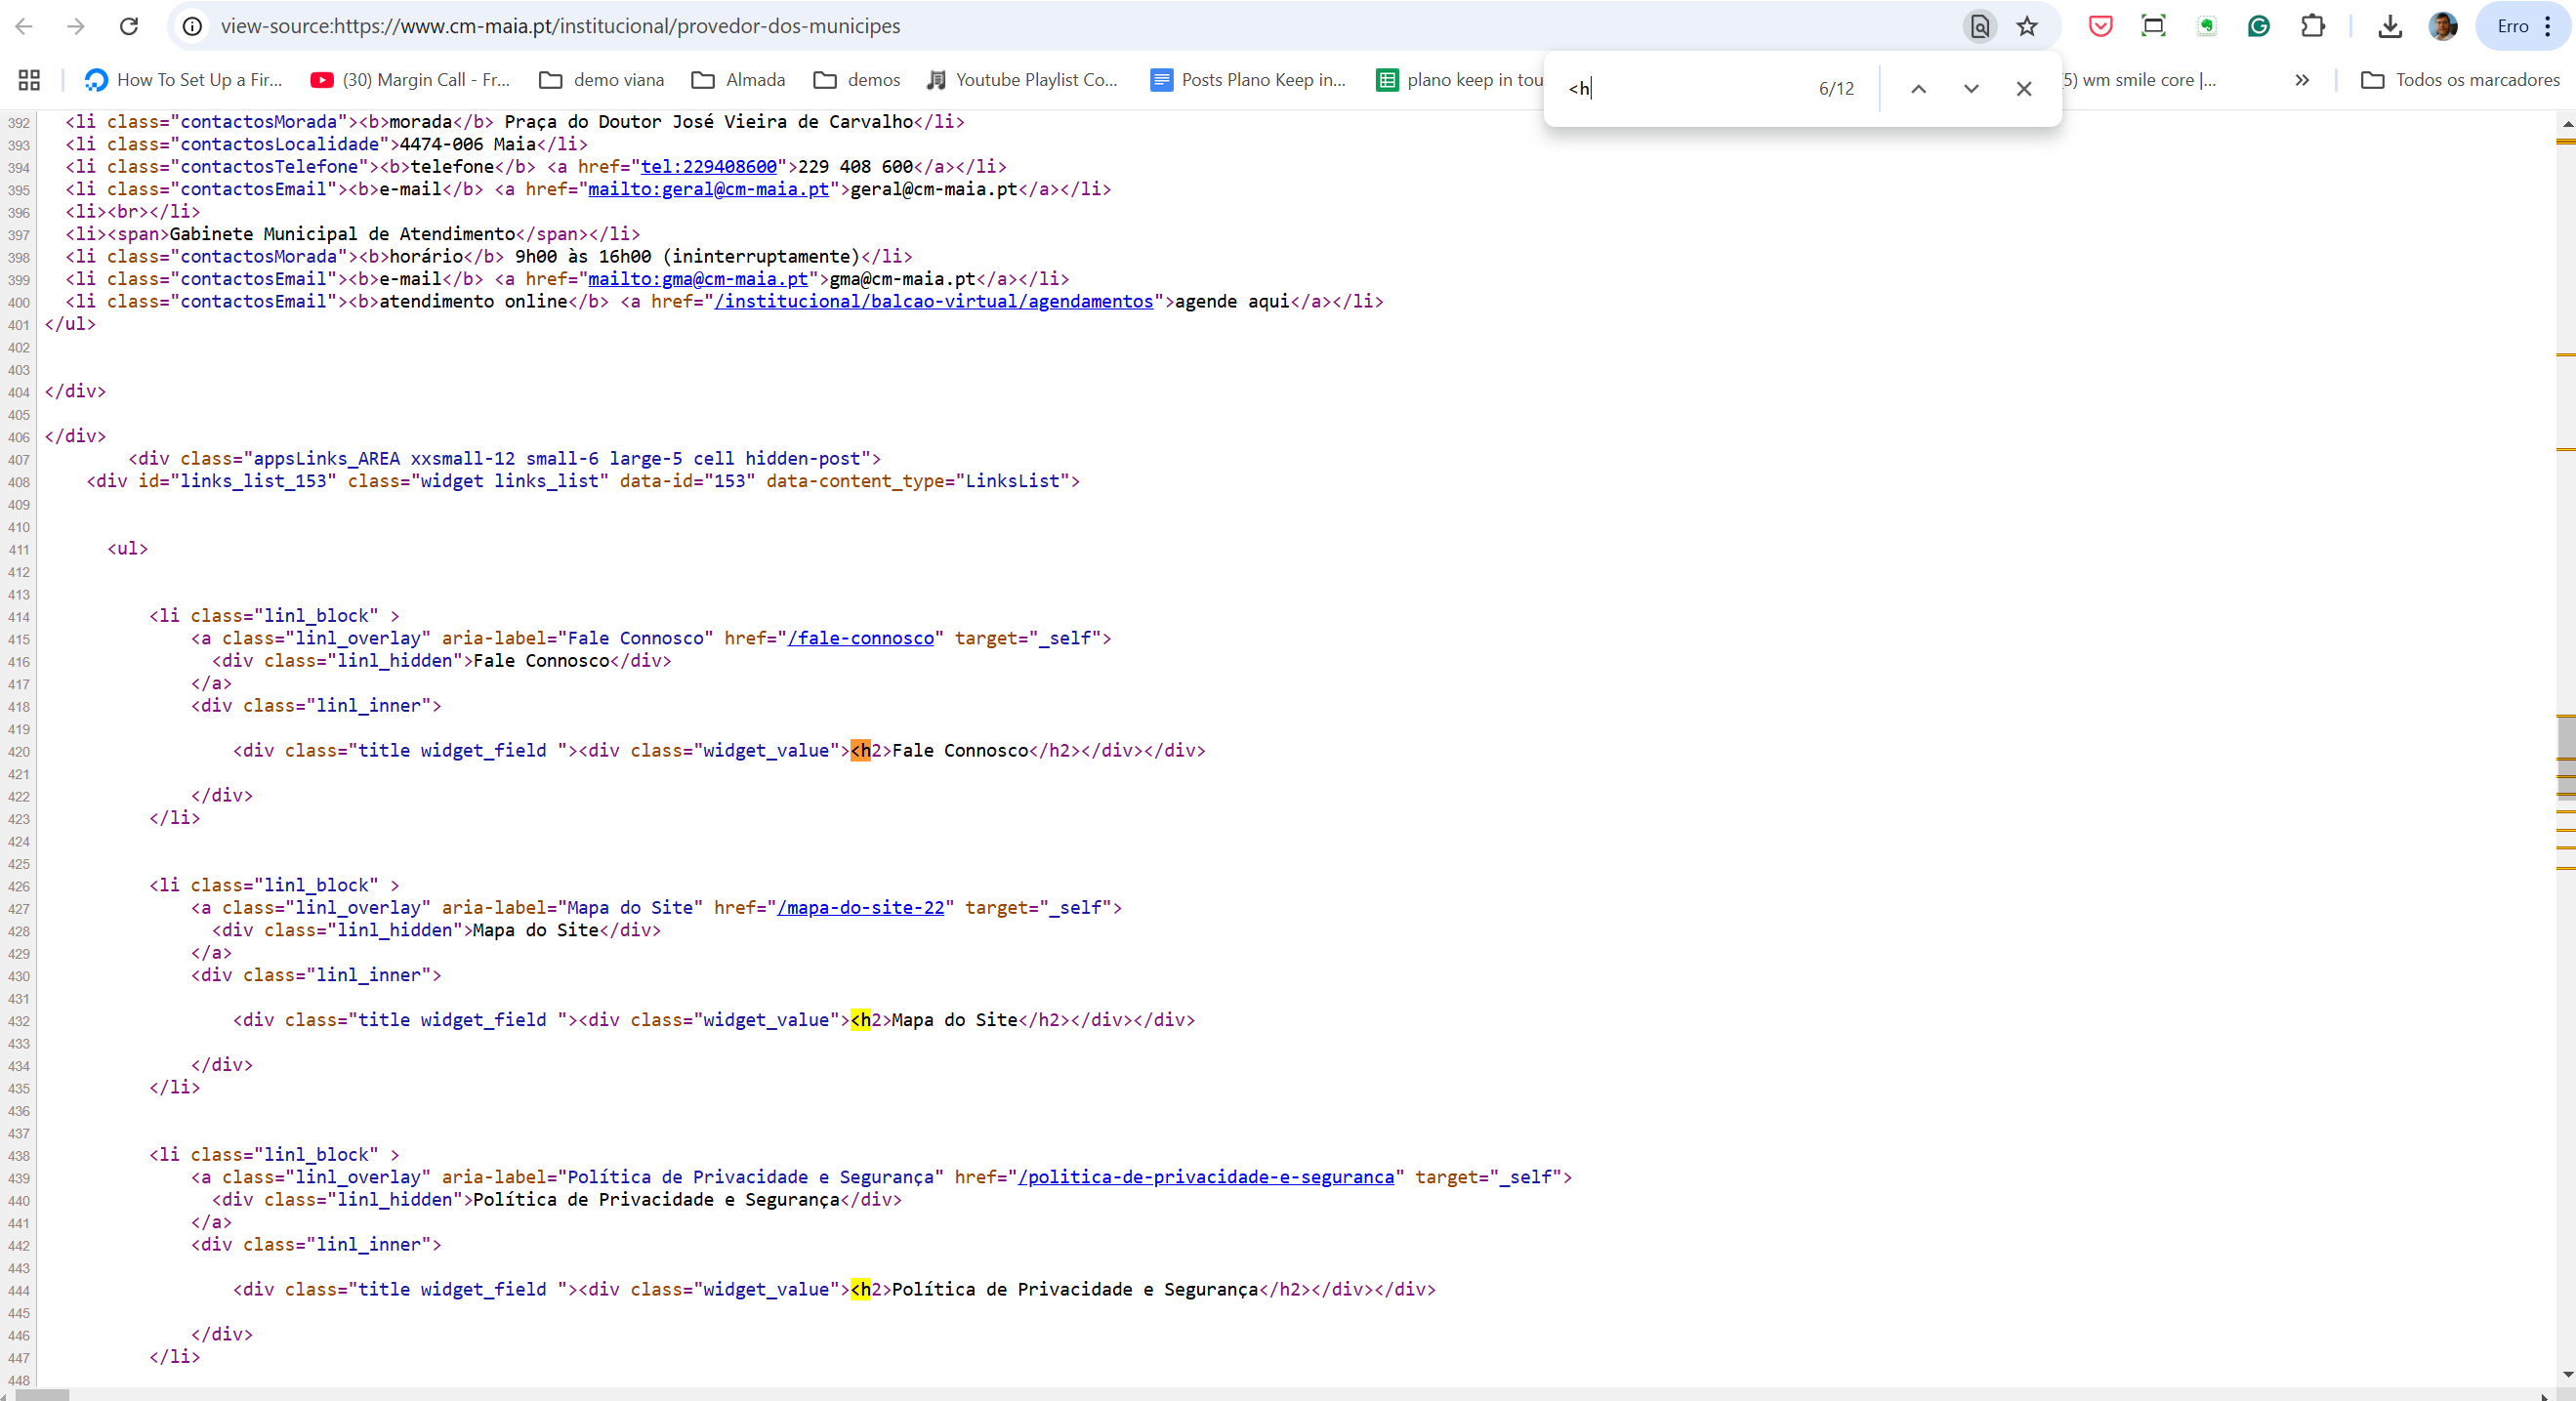 view-source:https://www.cm-maia.pt/institucional/provedor-dos-municipes
Erro
How To Set Up a Fir...
(30) Margin Call - Fr...
demo viana
Almada
demos
Youtube Playlist Co...
Posts Plano Keep in...
plano keep in tou
5) wm smile core |...
Todos os marcadores
<h
6/12
392 <li class="contactosMorada"><b>morada</b> Praça do Doutor José Vieira de Carvalho</li>
393 <li class="contactosLocalidade">4474-006 Maia</li>
394 <li class="contactosTelefone"><b>telefone</b> <a href="tel:229408600">229 408 600</a></li>
395 <li class="contactosEmail"><b>e-mail</b> <a href="mailto:geral@cm-maia.pt">geral@cm-maia.pt</a></li>
396 <li><br></li>
397 <li><span>Gabinete Municipal de Atendimento</span></li>
398 <li class="contactosMorada"><b>horário</b> 9h00 às 16h00 (ininterruptamente)</li>
399 <li class="contactosEmail"><b>e-mail</b> <a href="mailto:gma@cm-maia.pt">gma@cm-maia.pt</a></li>
400 <li class="contactosEmail"><b>atendimento online</b> <a href="/institucional/balcao-virtual/agendamentos">agende aqui</a></li>
401 </ul>
402
403
404 </div>
405
406 </div>
407 <div class="appsLinks_AREA xxsmall-12 small-6 large-5 cell hidden-post">
408 <div id="links_list_153" class="widget links_list" data-id="153" data-content_type="LinksList">
409
410
411 <ul>
412
413
414 <li class="linl_block" >
415 <a class="linl_overlay" aria-label="Fale Connosco" href="/fale-connosco" target="_self">
416 <div class="linl_hidden">Fale Connosco</div>
417 </a>
418 <div class="linl_inner">
419
420 <div class="title widget_field "><div class="widget_value"><h2>Fale Connosco</h2></div></div>
421
422 </div>
423 </li>
424
425
426 <li class="linl_block" >
427 <a class="linl_overlay" aria-label="Mapa do Site" href="/mapa-do-site-22" target="_self">
428 <div class="linl_hidden">Mapa do Site</div>
429 </a>
430 <div class="linl_inner">
431
432 <div class="title widget_field "><div class="widget_value"><h2>Mapa do Site</h2></div></div>
433
434 </div>
435 </li>
436
437
438 <li class="linl_block" >
439 <a class="linl_overlay" aria-label="Política de Privacidade e Segurança" href="/politica-de-privacidade-e-seguranca" target="_self">
440 <div class="linl_hidden">Política de Privacidade e Segurança</div>
441 </a>
442 <div class="linl_inner">
443
444 <div class="title widget_field "><div class="widget_value"><h2>Política de Privacidade e Segurança</h2></div></div>
445
446 </div>
447 </li>
448